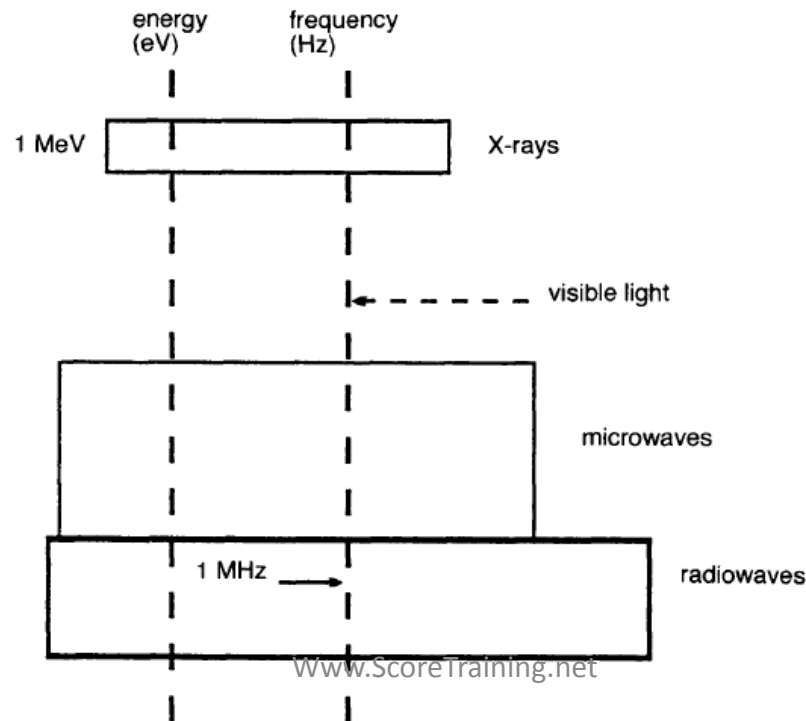 energy
(eV)
frequency
(Hz)
1 MeV
X-rays
visible light
microwaves
1 MHz
radiowaves
Www.ScoreTraining.net